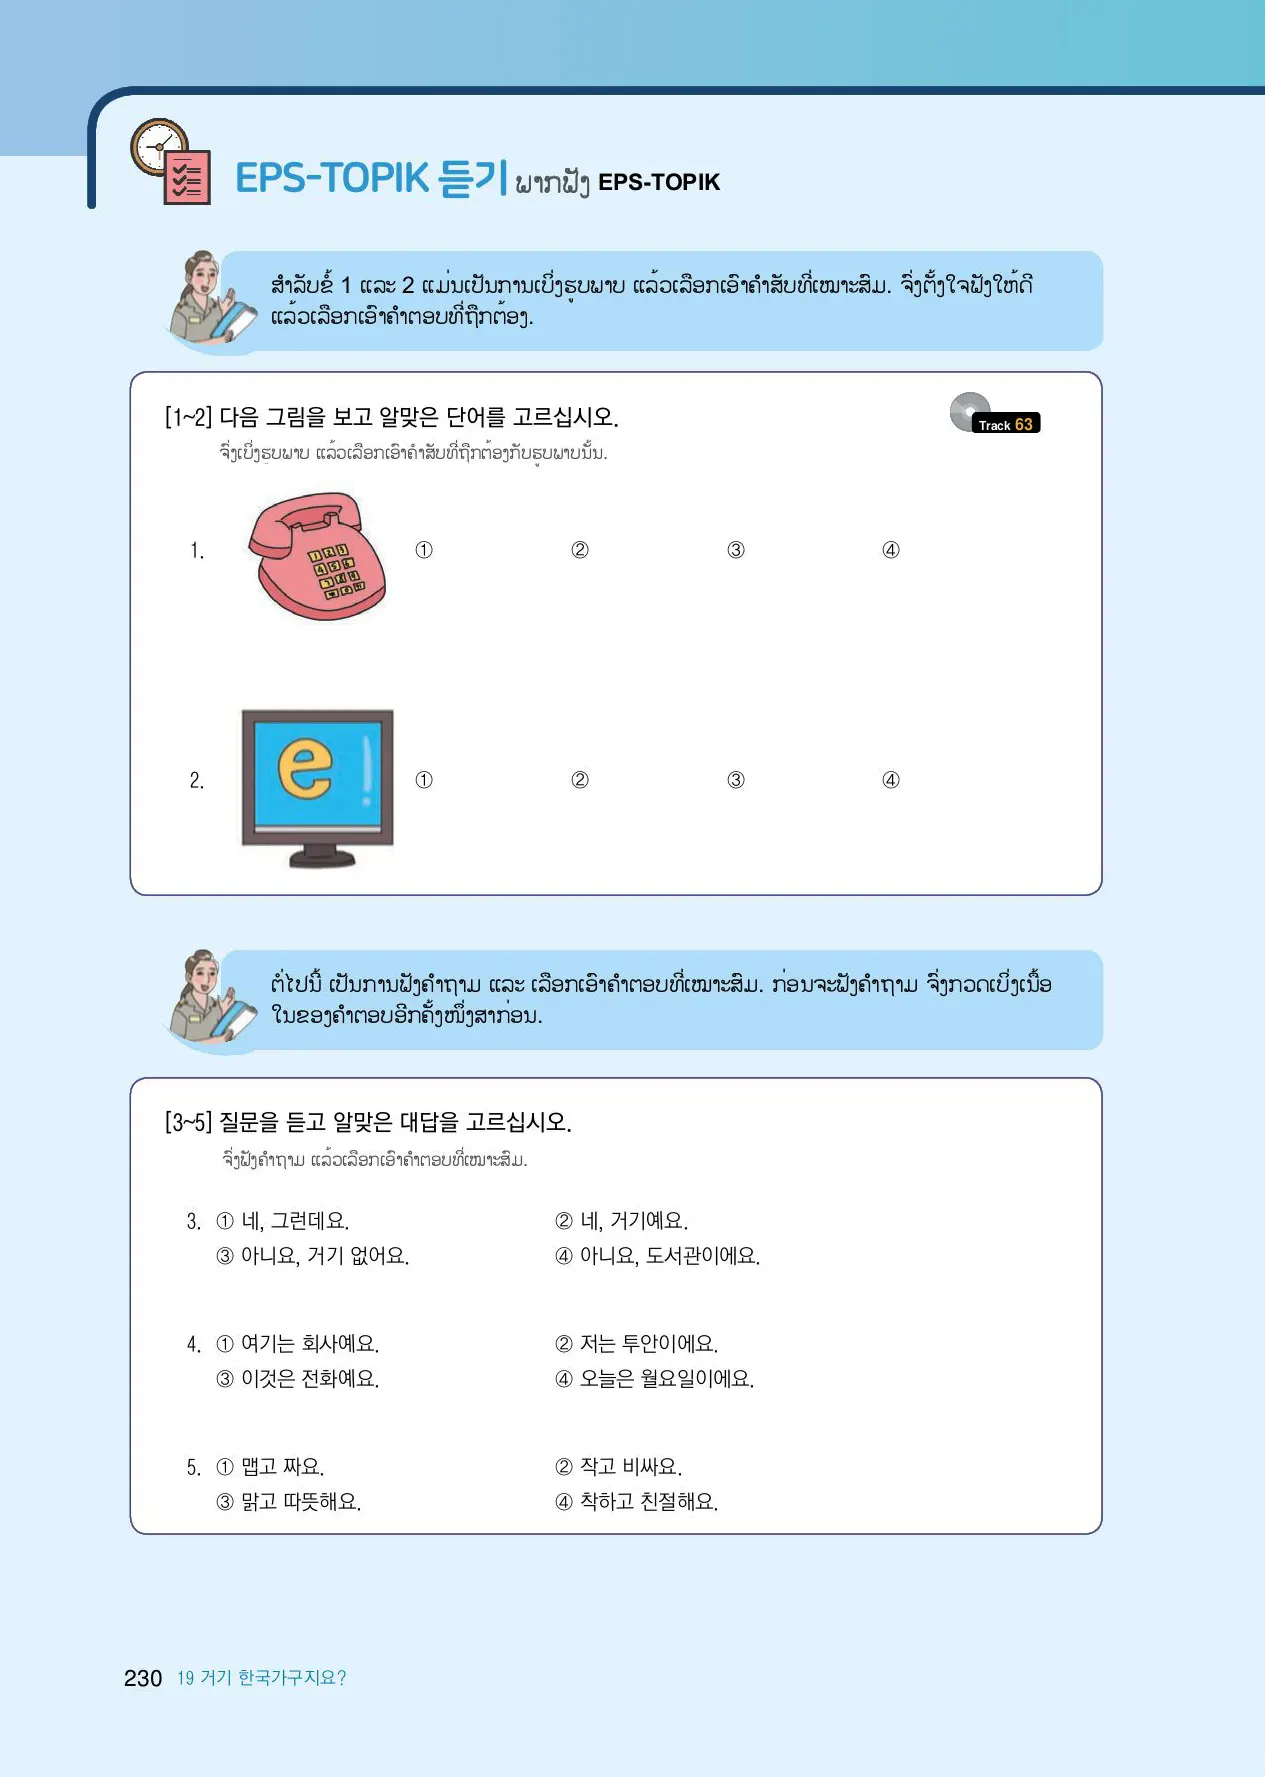 EPS-TOPIK 듣기 ພາກຟັງ EPS-TOPIK
ສຳລັບຂໍ້ 1 ແລະ 2 ແມ່ນເປັນການເບິ່ງຮູບພາບ ແລ້ວເລືອກເອົາຄຳສັບທີ່ເໝາະສົມ. ຈົ່ງຕັ້ງໃຈຟັງໃຫ້ດີ
ແລ້ວເລືອກເອົາຄຳຕອບທີ່ຖືກຕ້ອງ.
[1~2] 다음 그림을 보고 알맞은 단어를 고르십시오.
Track 63
ຈົ່ງເບິ່ງຮູບພາບ ແລ້ວເລືອກເອົາຄຳສັບທີ່ຖືກຕ້ອງກັບຮູບພາບນັ້ນ.
1 2 3
4 5 6
7 8 9
1. ① ② ③ ④
e
2. ① ② ③ ④
ຕໍ່ໄປນີ້ ເປັນການຟັງຄຳຖາມ ແລະ ເລືອກເອົາຄຳຕອບທີ່ເໝາະສົມ. ກ່ອນຈະຟັງຄຳຖາມ ຈົ່ງກວດເບິ່ງເນື້ອ
ໃນຂອງຄຳຕອບອີກຄັ້ງໜຶ່ງສາກ່ອນ.
[3~5] 질문을 듣고 알맞은 대답을 고르십시오.
ຈົ່ງຟັງຄຳຖາມ ແລ້ວເລືອກເອົາຄຳຕອບທີ່ເໝາະສົມ.
3. ① 네, 그런데요. ② 네, 거기예요.
③ 아니요, 거기 없어요. ④ 아니요, 도서관이에요.
4. ① 여기는 회사예요. ② 저는 투안이에요.
③ 이것은 전화예요. ④ 오늘은 월요일이에요.
5. ① 맵고 짜요. ② 작고 비싸요.
③ 맑고 따뜻해요. ④ 착하고 친절해요.
230 19 거기 한국가구지요?